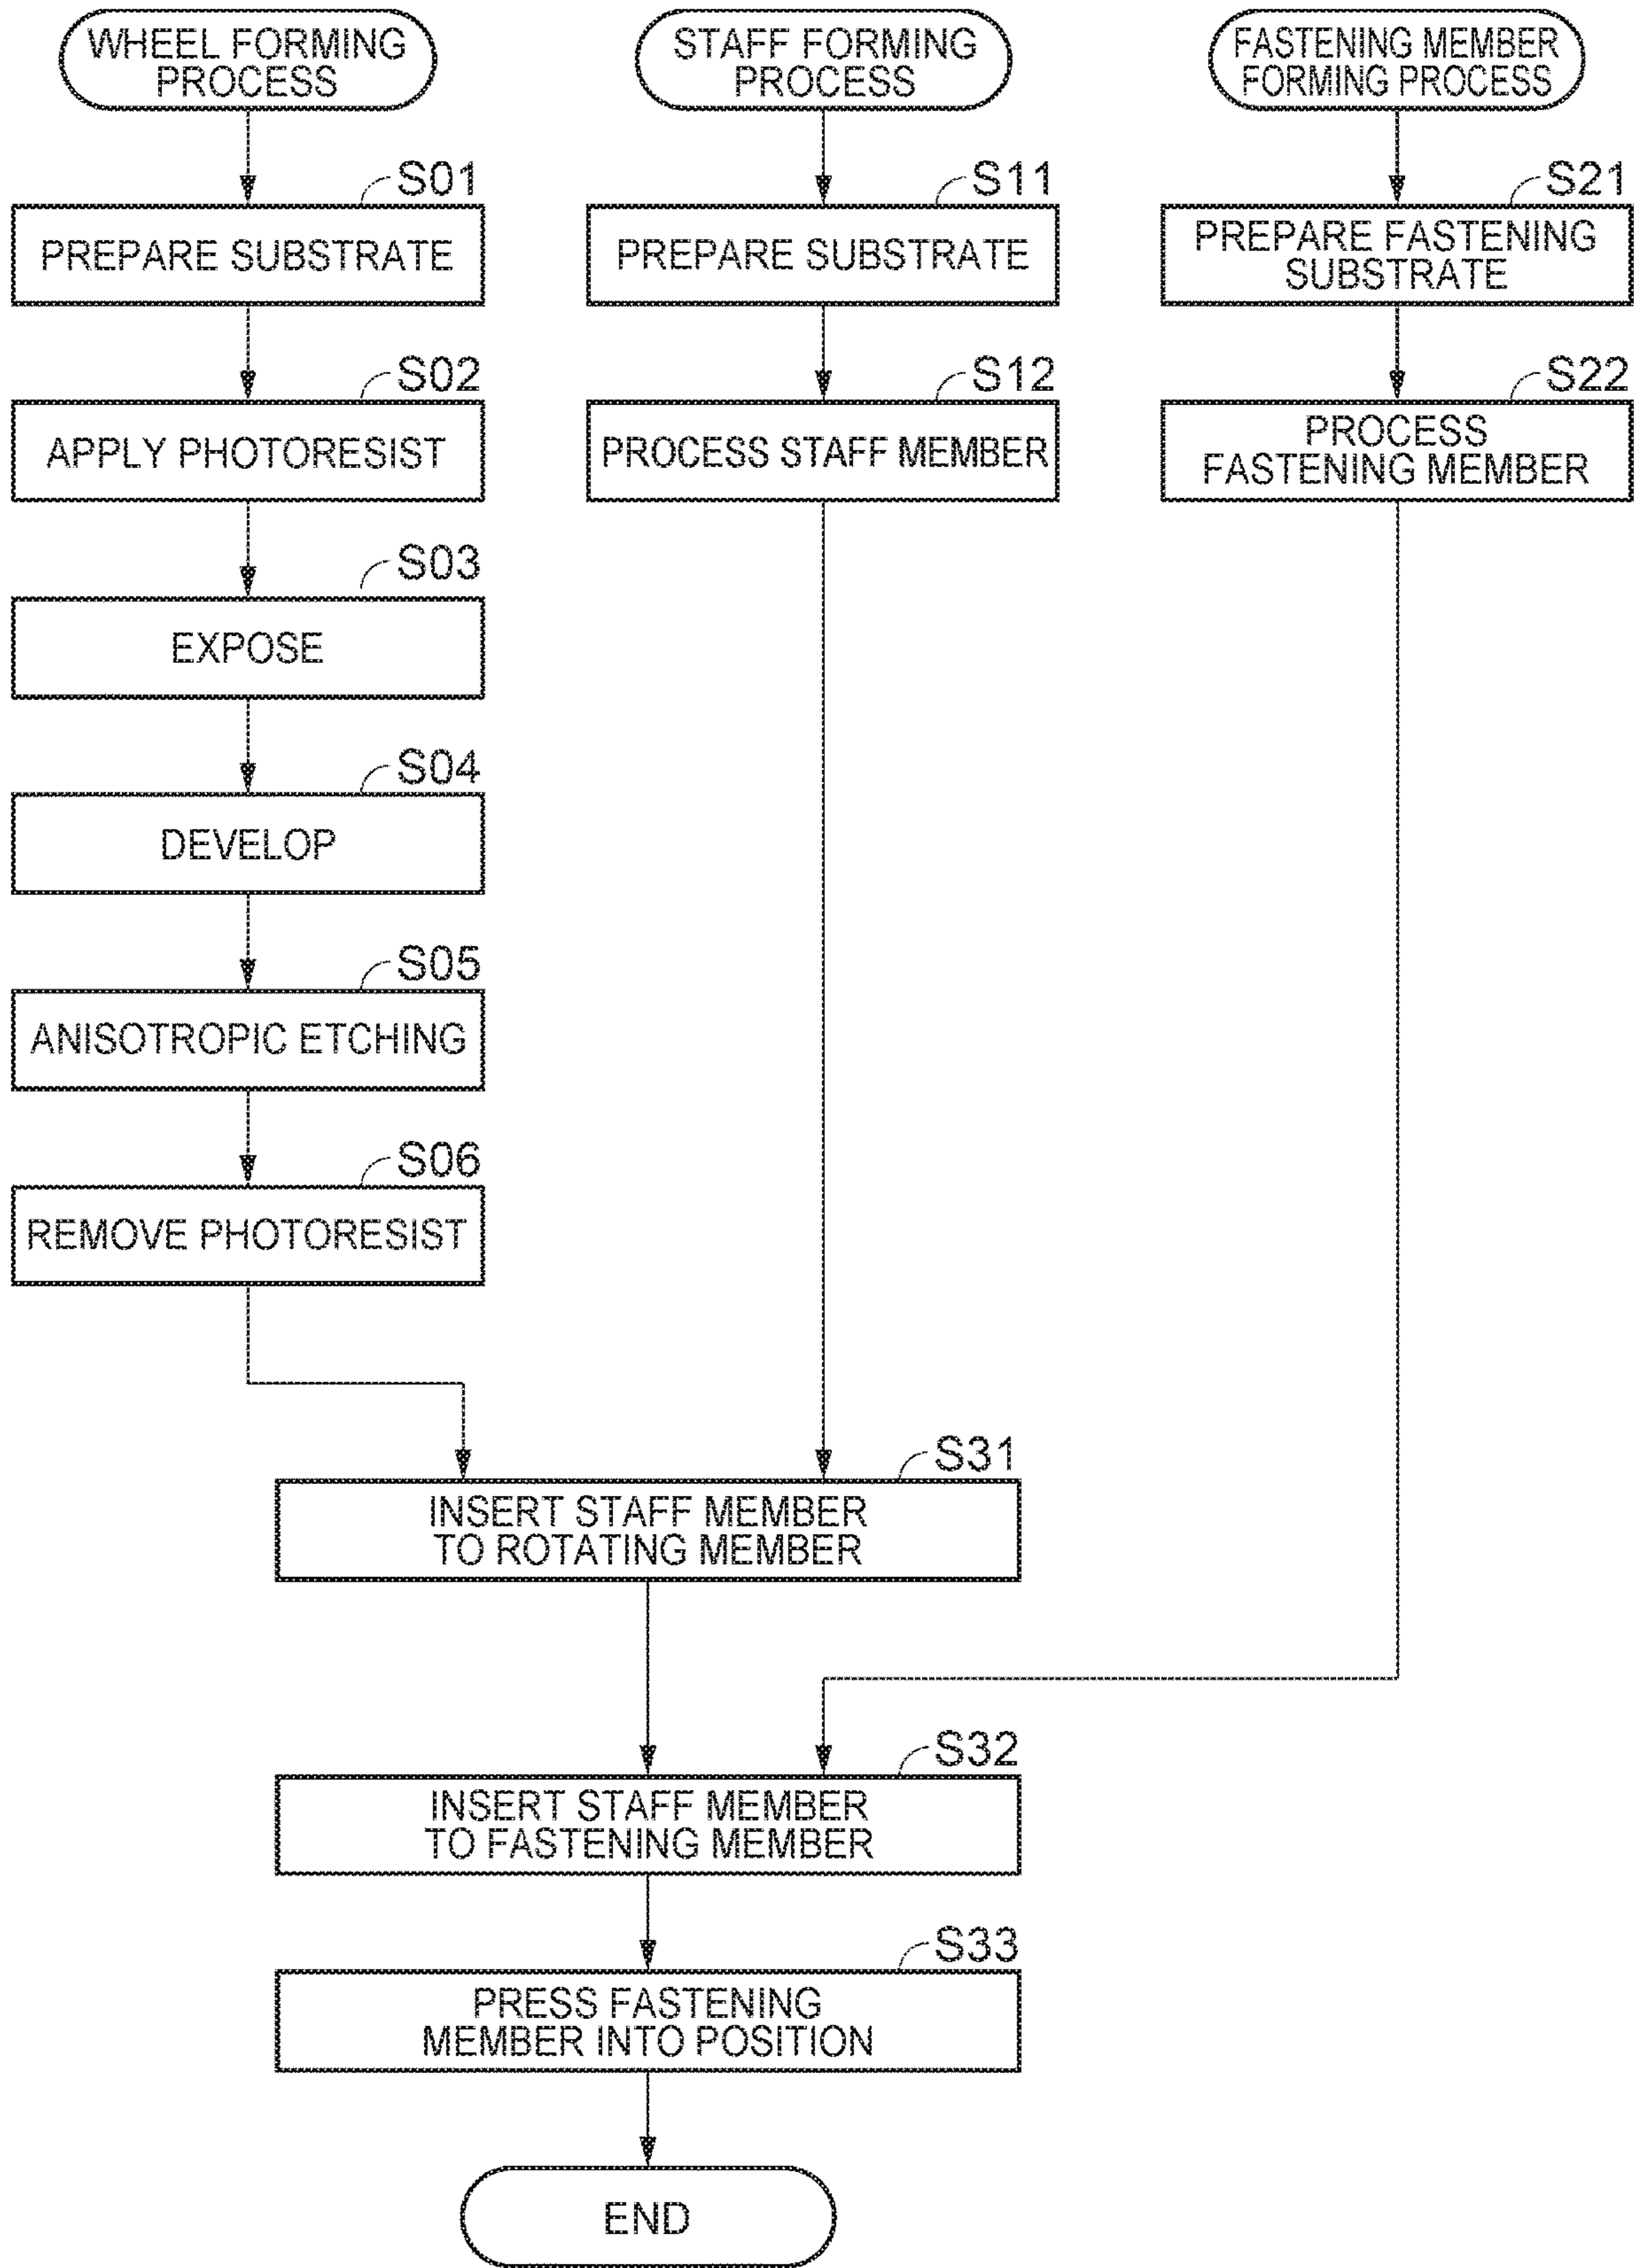 WHEEL FORMING
PROCESS
S01
PREPARE SUBSTRATE
S02
APPLY PHOTORESIST
S03
EXPOSE
S04
DEVELOP
S05
ANISOTROPIC ETCHING
S06
REMOVE PHOTORESIST
STAFF FORMING
PROCESS
S11
PREPARE SUBSTRATE
S12
PROCESS STAFF MEMBER
FASTENING MEMBER
FORMING PROCESS
S21
PREPARE FASTENING
SUBSTRATE
S22
PROCESS
FASTENING MEMBER
S31
INSERT STAFF MEMBER
TO ROTATING MEMBER
S32
INSERT STAFF MEMBER
TO FASTENING MEMBER
S33
PRESS FASTENING
MEMBER INTO POSITION
END